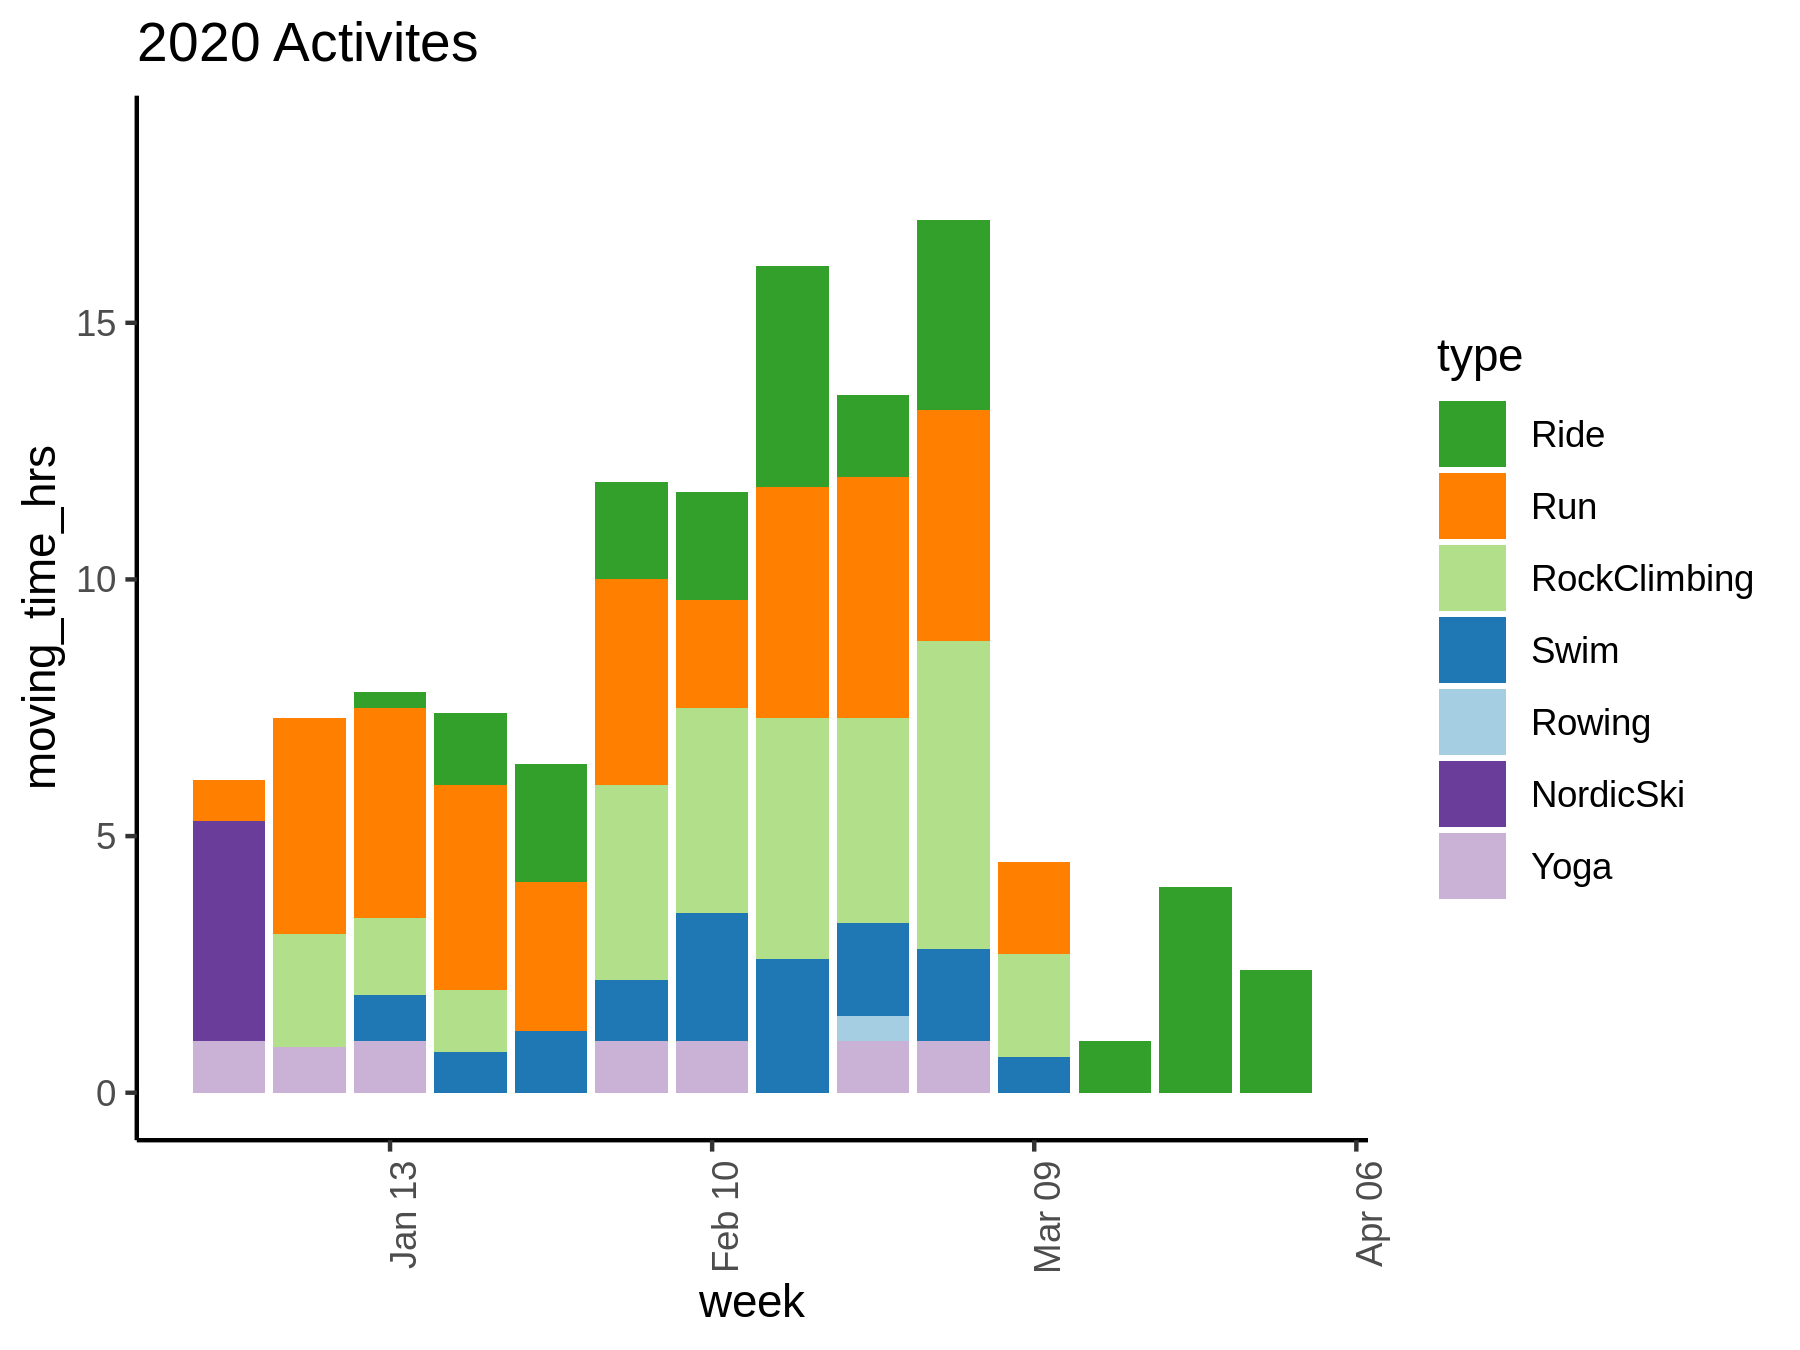 2020 Activites
moving_time_hrs
15
10
5
0
Jan 13
Feb 10
Mar 09
Apr 06
week
type
Ride
Run
RockClimbing
Swim
Rowing
NordicSki
Yoga